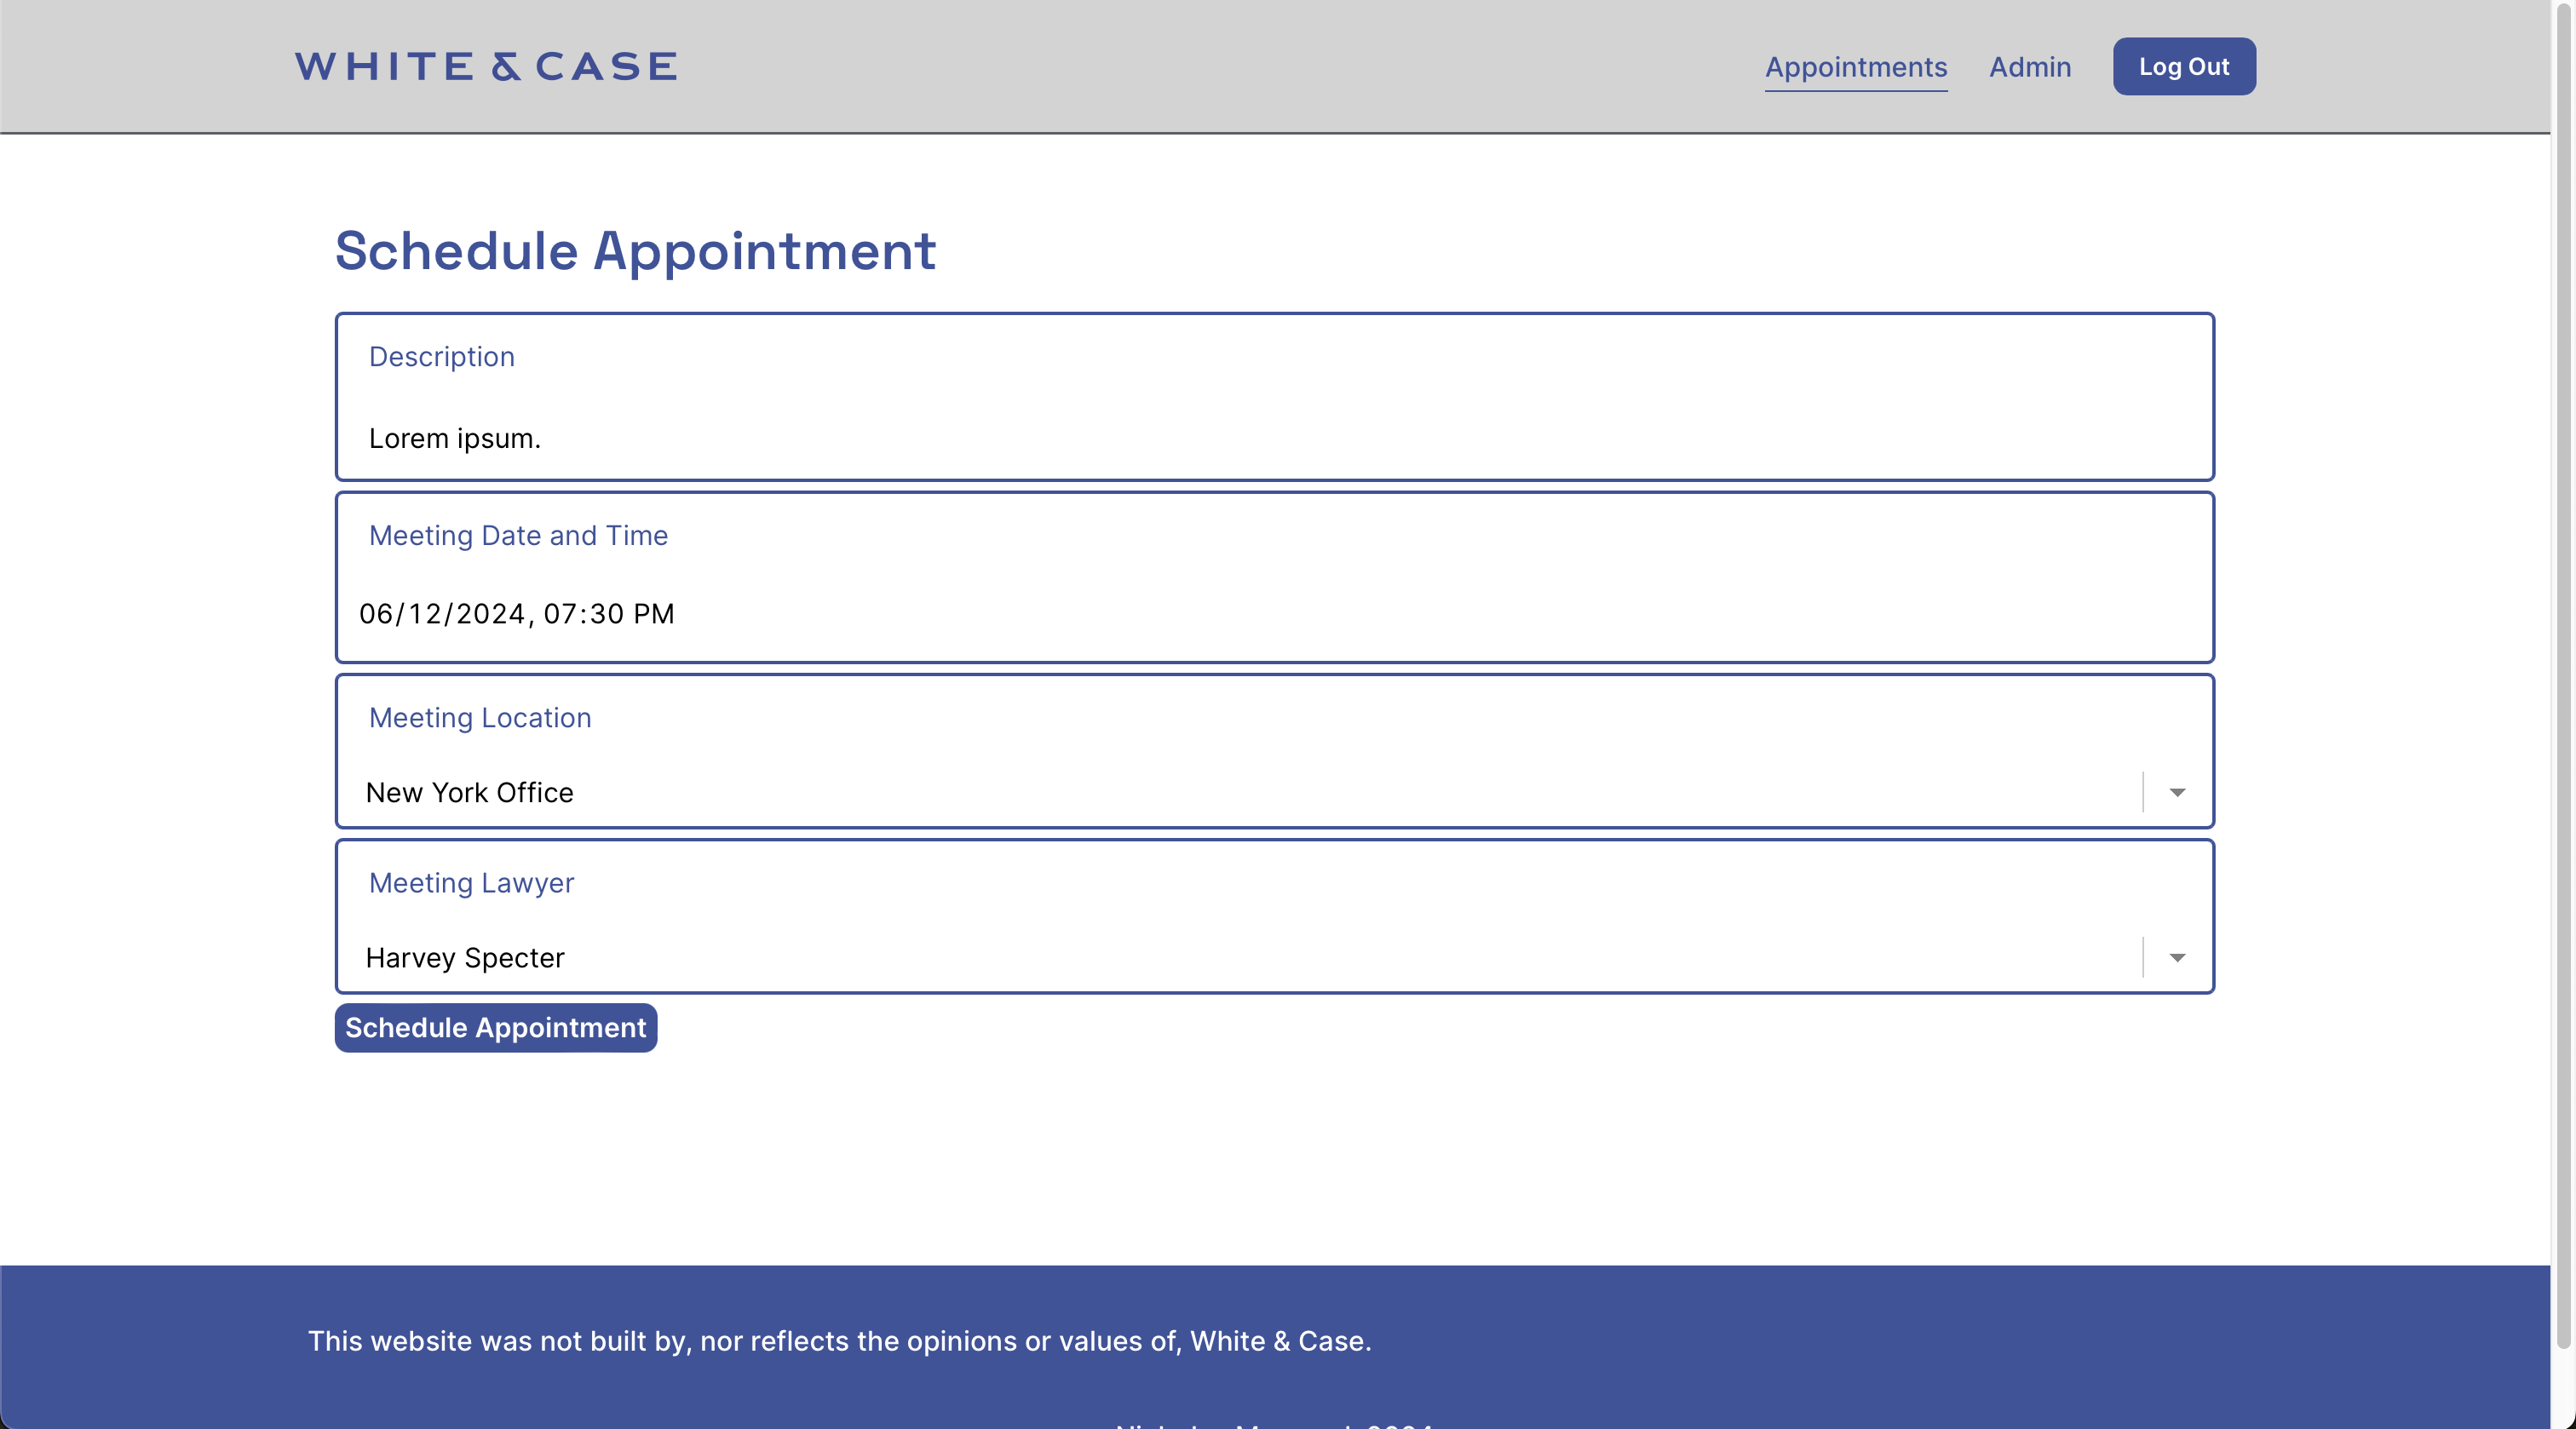 WHITE & CASE
Appointments Admin Log Out
Schedule Appointment
Description
Lorem ipsum.
Meeting Date and Time
06/12/2024, 07:30 PM
Meeting Location
New York Office
Meeting Lawyer
Harvey Specter
Schedule Appointment
This website was not built by, nor reflects the opinions or values of, White & Case.